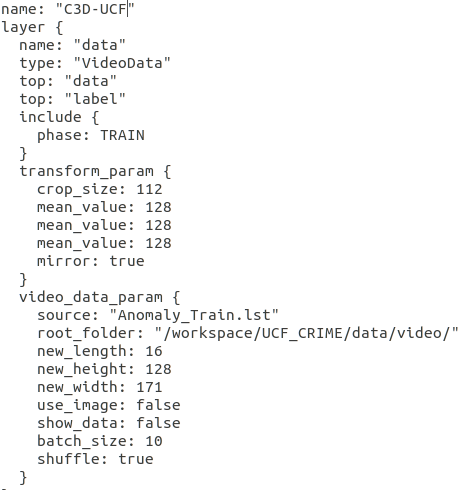 name: "C3D-UCF"
layer {
  name: "data"
  type: "VideoData"
  top: "data"
  top: "label"
  include {
    phase: TRAIN
  }
  transform_param {
    crop_size: 112
    mean_value: 128
    mean_value: 128
    mean_value: 128
    mirror: true
  }
  video_data_param {
    source: "Anomaly_Train.lst"
    root_folder: "/workspace/UCF_CRIME/data/video/"
    new_length: 16
    new_height: 128
    new_width: 171
    use_image: false
    show_data: false
    batch_size: 10
    shuffle: true
  }